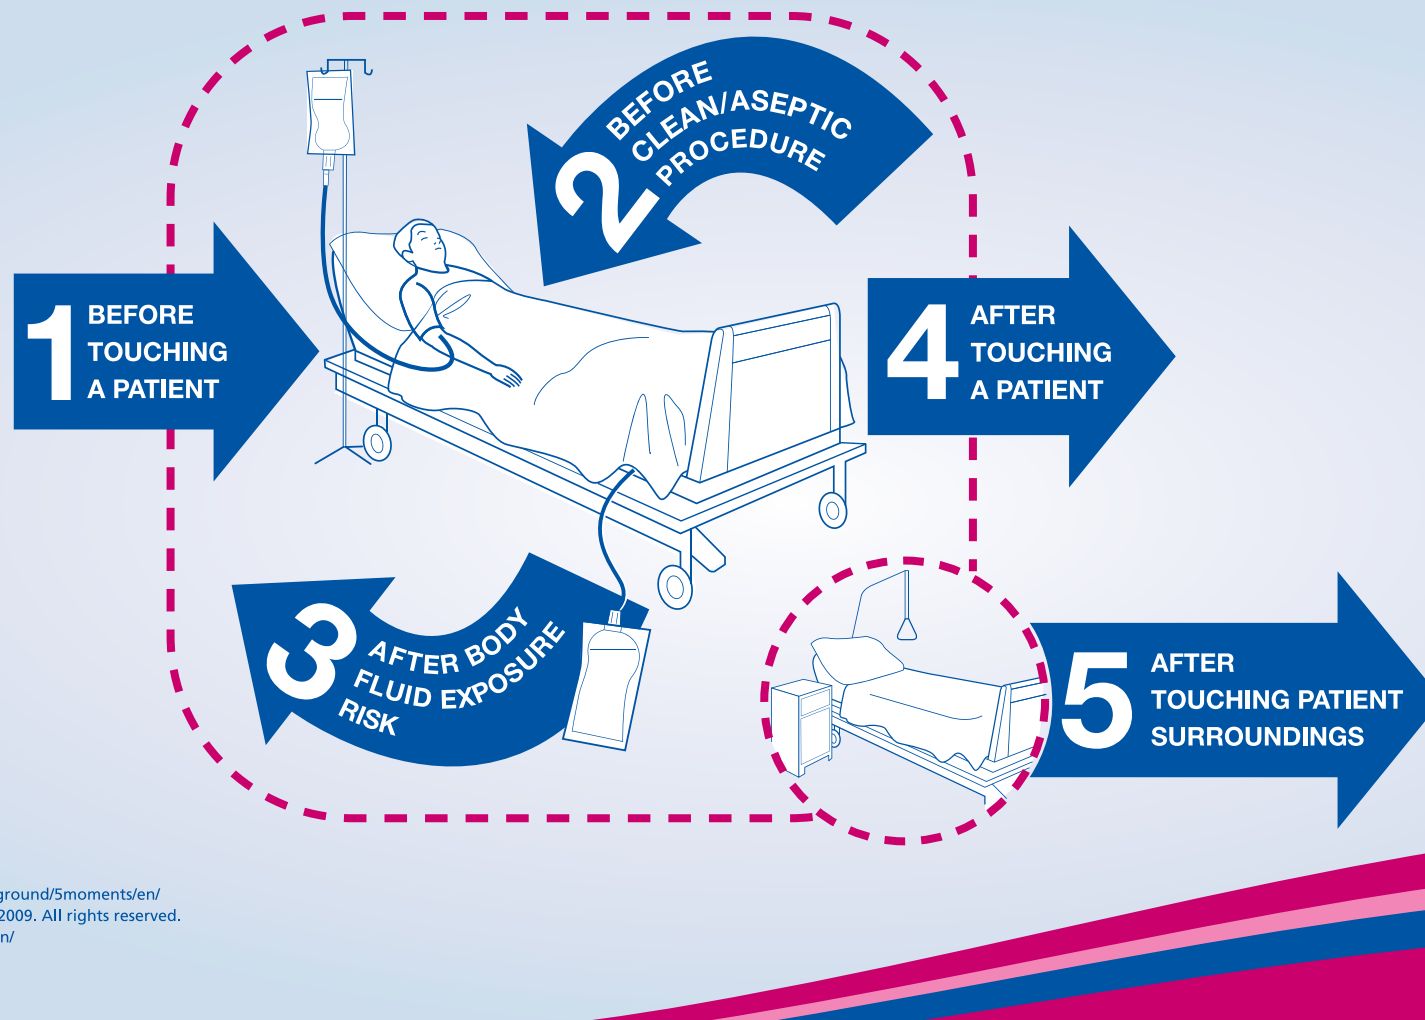 1
BEFORE
TOUCHING
A PATIENT
2
BEFORE
CLEAN/ASEPTIC
PROCEDURE
3
AFTER BODY
FLUID EXPOSURE
RISK
4
AFTER
TOUCHING
A PATIENT
5
AFTER
TOUCHING PATIENT
SURROUNDINGS
ground/5moments/en/
2009. All rights reserved.
n/